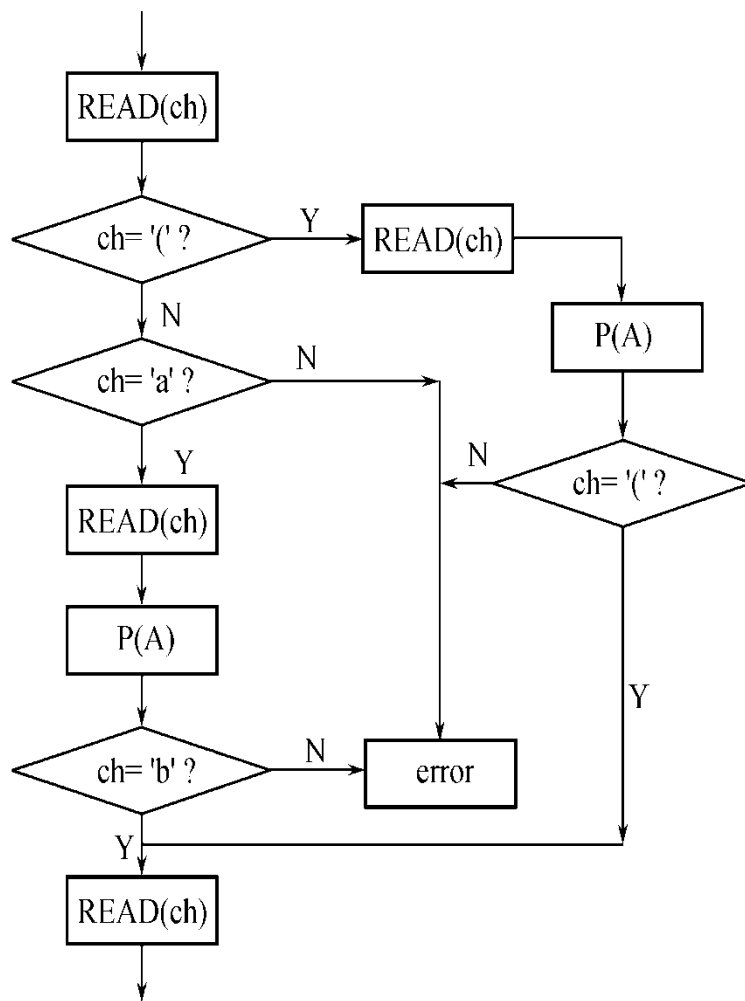 READ(ch)
ch= '(' ?
Y
READ(ch)
N
P(A)
ch= 'a' ?
N
Y
N
ch= '(' ?
READ(ch)
P(A)
Y
ch= 'b' ?
N
error
Y
READ(ch)